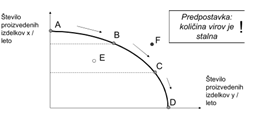 Število
proizvedenih
izdelkov x /
leto
A
B
F
E
C
D
Predpostavka:
količina virov je
stalna
!
Število
proizvedenih
izdelkov y /
leto